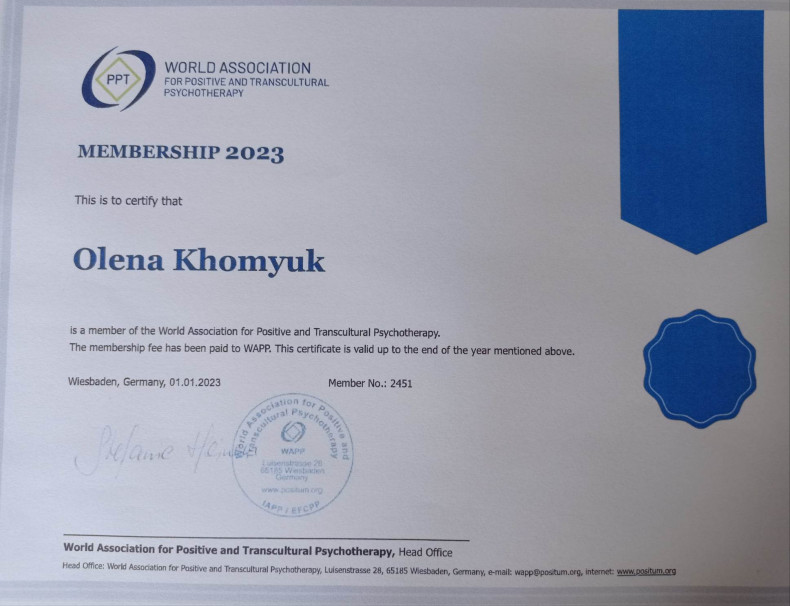 PPT
WORLD ASSOCIATION
FOR POSITIVE AND TRANSCULTURAL
PSYCHOTHERAPY
MEMBERSHIP 2023
This is to certify that
Olena Khomyuk
is a member of the World Association for Positive and Transcultural Psychotherapy.
The membership fee has been paid to WAPP. This certificate is valid up to the end of the year mentioned above.
Wiesbaden, Germany, 01.01.2023 Member No.: 2451
Stefanie
World Association for Positive and
Transcultural Psychotherapy
WAPP
Luisenstrasse 28
65185 Wiesbaden
Germany
www.positum.org
IAPP | EFCPP
World Association for Positive and Transcultural Psychotherapy, Head Office
Head Office: World Association for Positive and Transcultural Psychotherapy, Luisenstrasse 28, 65185 Wiesbaden, Germany, e-mail: wapp@positum.org, internet: www.positum.org